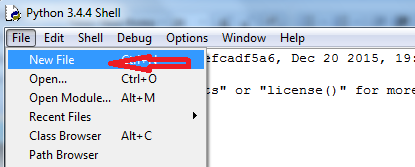 Python 3.4.4 Shell
File Edit Shell Debug Options Window Help
New File
efcadf5a6, Dec 20 2015, 19:
Open... Ctrl+O
ts" or "license()" for more
Open Module... Alt+M
Recent Files
Class Browser Alt+C
Path Browser